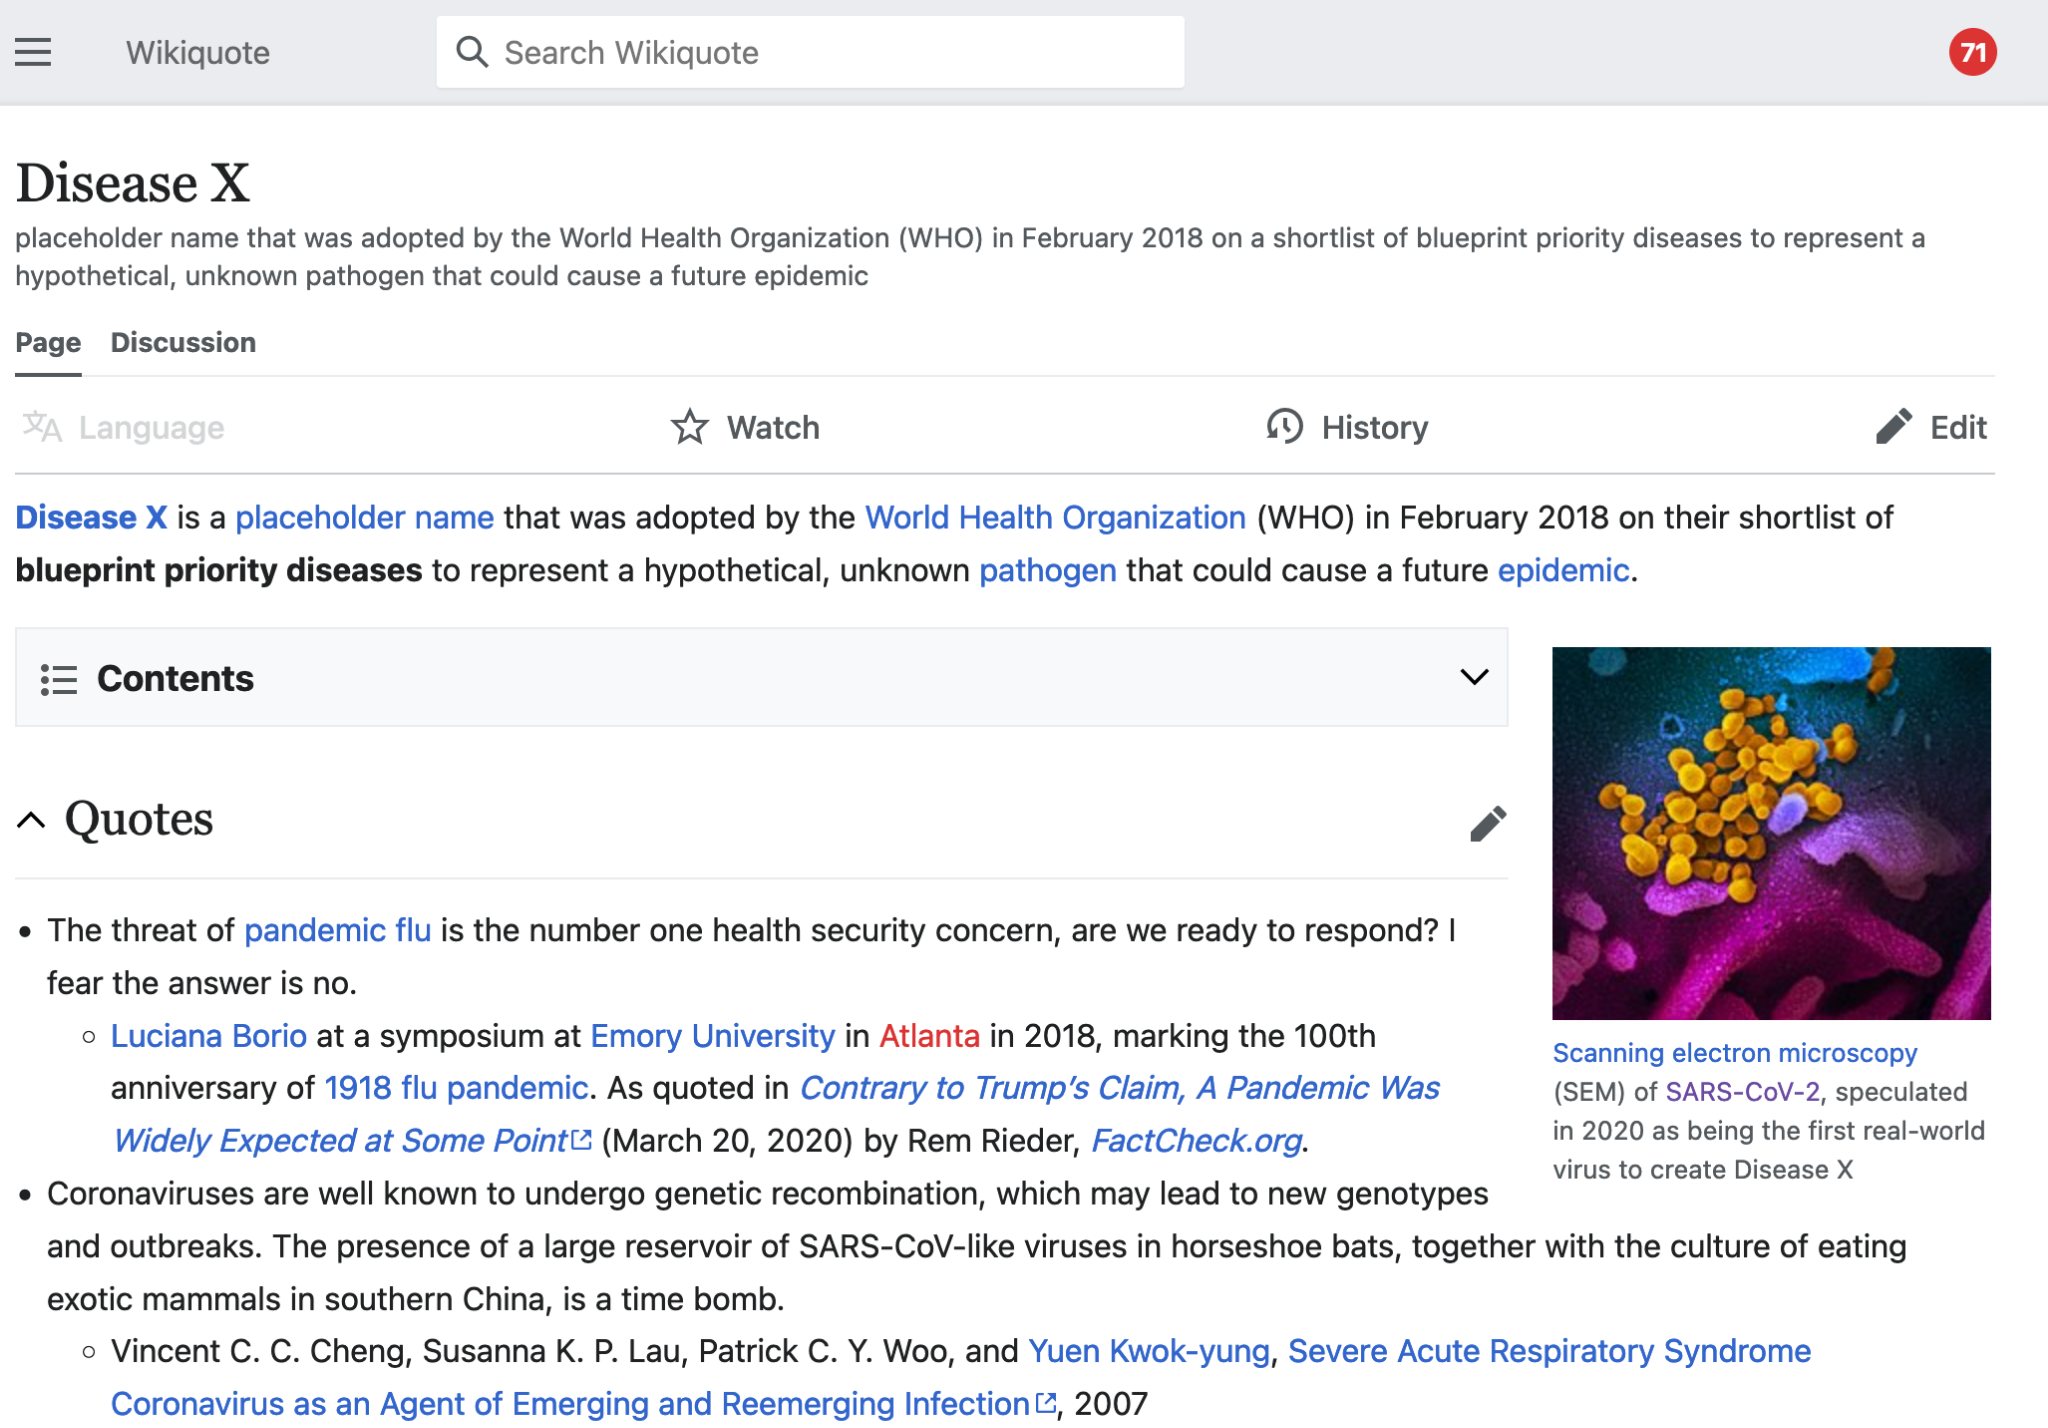 Wikiquote
Search Wikiquote
71
Disease X
placeholder name that was adopted by the World Health Organization (WHO) in February 2018 on a shortlist of blueprint priority diseases to represent a
hypothetical, unknown pathogen that could cause a future epidemic
Page Discussion
Language
Watch
History
Edit
Disease X is a placeholder name that was adopted by the World Health Organization (WHO) in February 2018 on their shortlist of
blueprint priority diseases to represent a hypothetical, unknown pathogen that could cause a future epidemic.
Contents
Quotes
• The threat of pandemic flu is the number one health security concern, are we ready to respond? I
fear the answer is no.
◦ Luciana Borio at a symposium at Emory University in Atlanta in 2018, marking the 100th
anniversary of 1918 flu pandemic. As quoted in Contrary to Trump’s Claim, A Pandemic Was
Widely Expected at Some Point (March 20, 2020) by Rem Rieder, FactCheck.org.
• Coronaviruses are well known to undergo genetic recombination, which may lead to new genotypes
and outbreaks. The presence of a large reservoir of SARS-CoV-like viruses in horseshoe bats, together with the culture of eating
exotic mammals in southern China, is a time bomb.
◦ Vincent C. C. Cheng, Susanna K. P. Lau, Patrick C. Y. Woo, and Yuen Kwok-yung, Severe Acute Respiratory Syndrome
Coronavirus as an Agent of Emerging and Reemerging Infection, 2007
Scanning electron microscopy
(SEM) of SARS-CoV-2, speculated
in 2020 as being the first real-world
virus to create Disease X